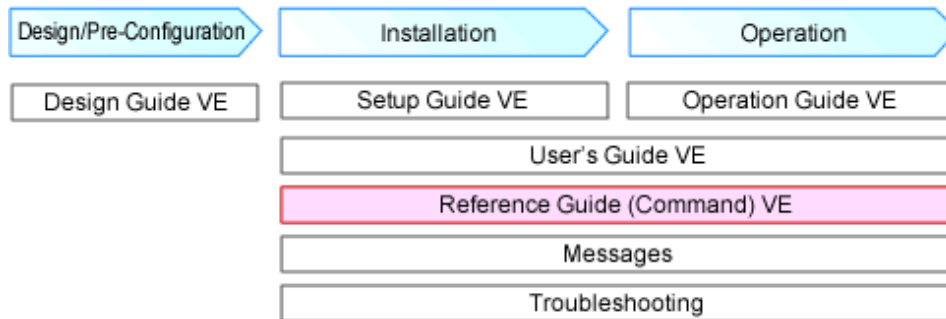 Design/Pre-Configuration
Installation
Operation
Design Guide VE
Setup Guide VE
Operation Guide VE
User's Guide VE
Reference Guide (Command) VE
Messages
Troubleshooting